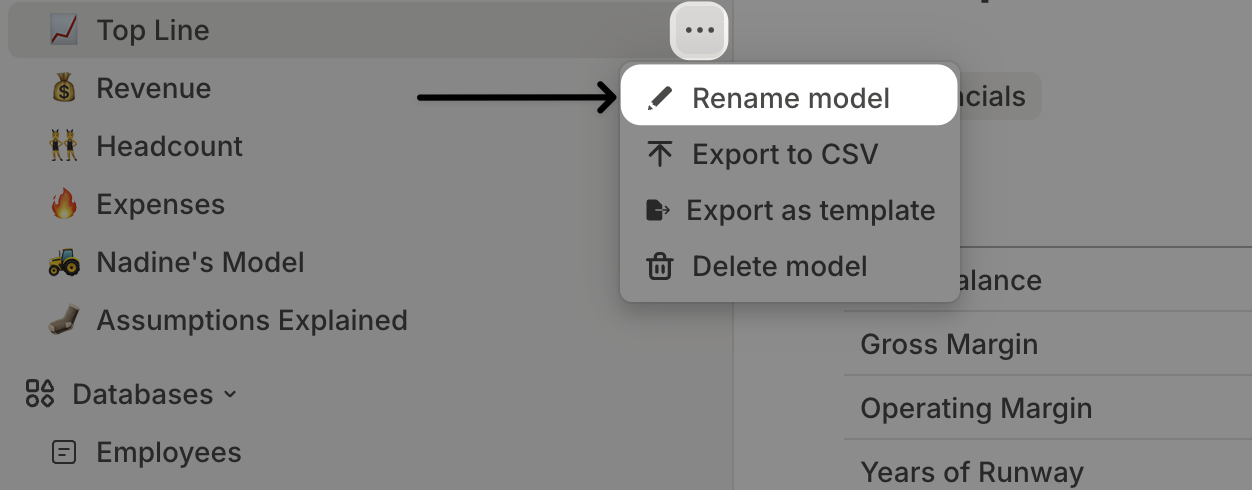 Top Line
Revenue
Headcount
Expenses
Nadine's Model
Assumptions Explained
Databases
Employees
Rename model
Export to CSV
Export as template
Delete model
Gross Margin
Operating Margin
Years of Runway